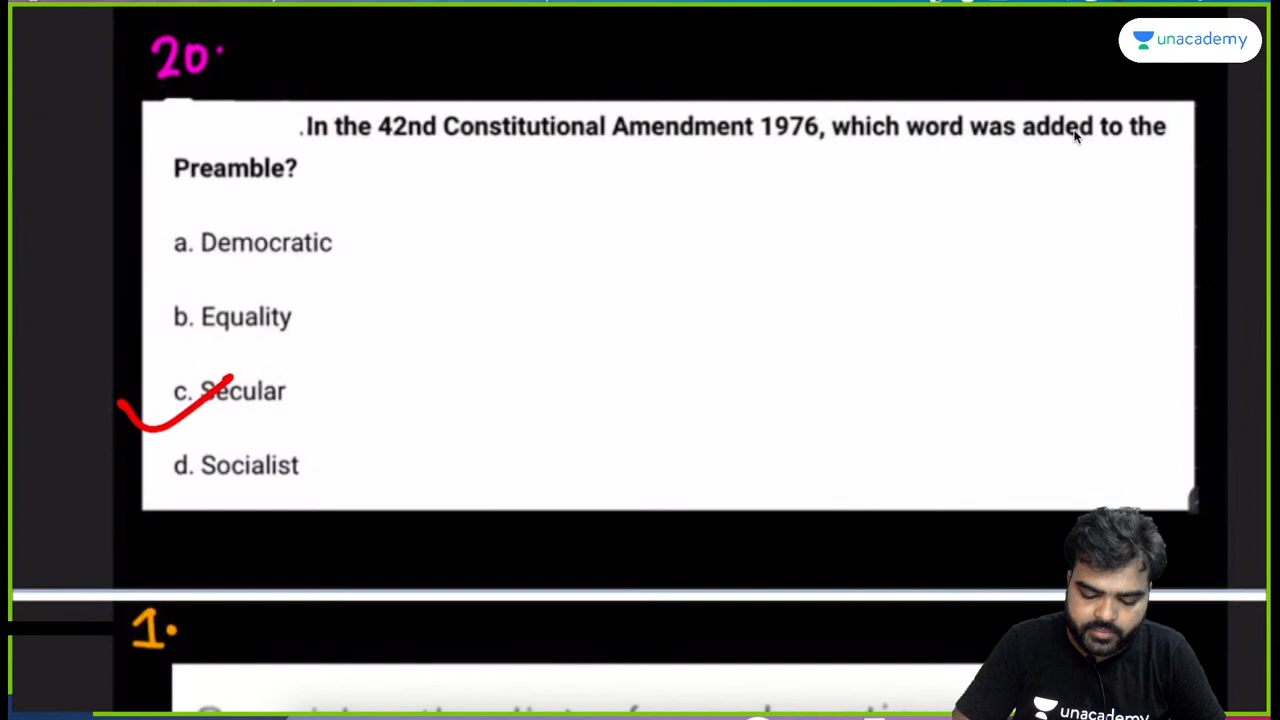 20.
unacademy
.In the 42nd Constitutional Amendment 1976, which word was added to the
Preamble?
a. Democratic
b. Equality
c. Secular
d. Socialist
1.
unacademy